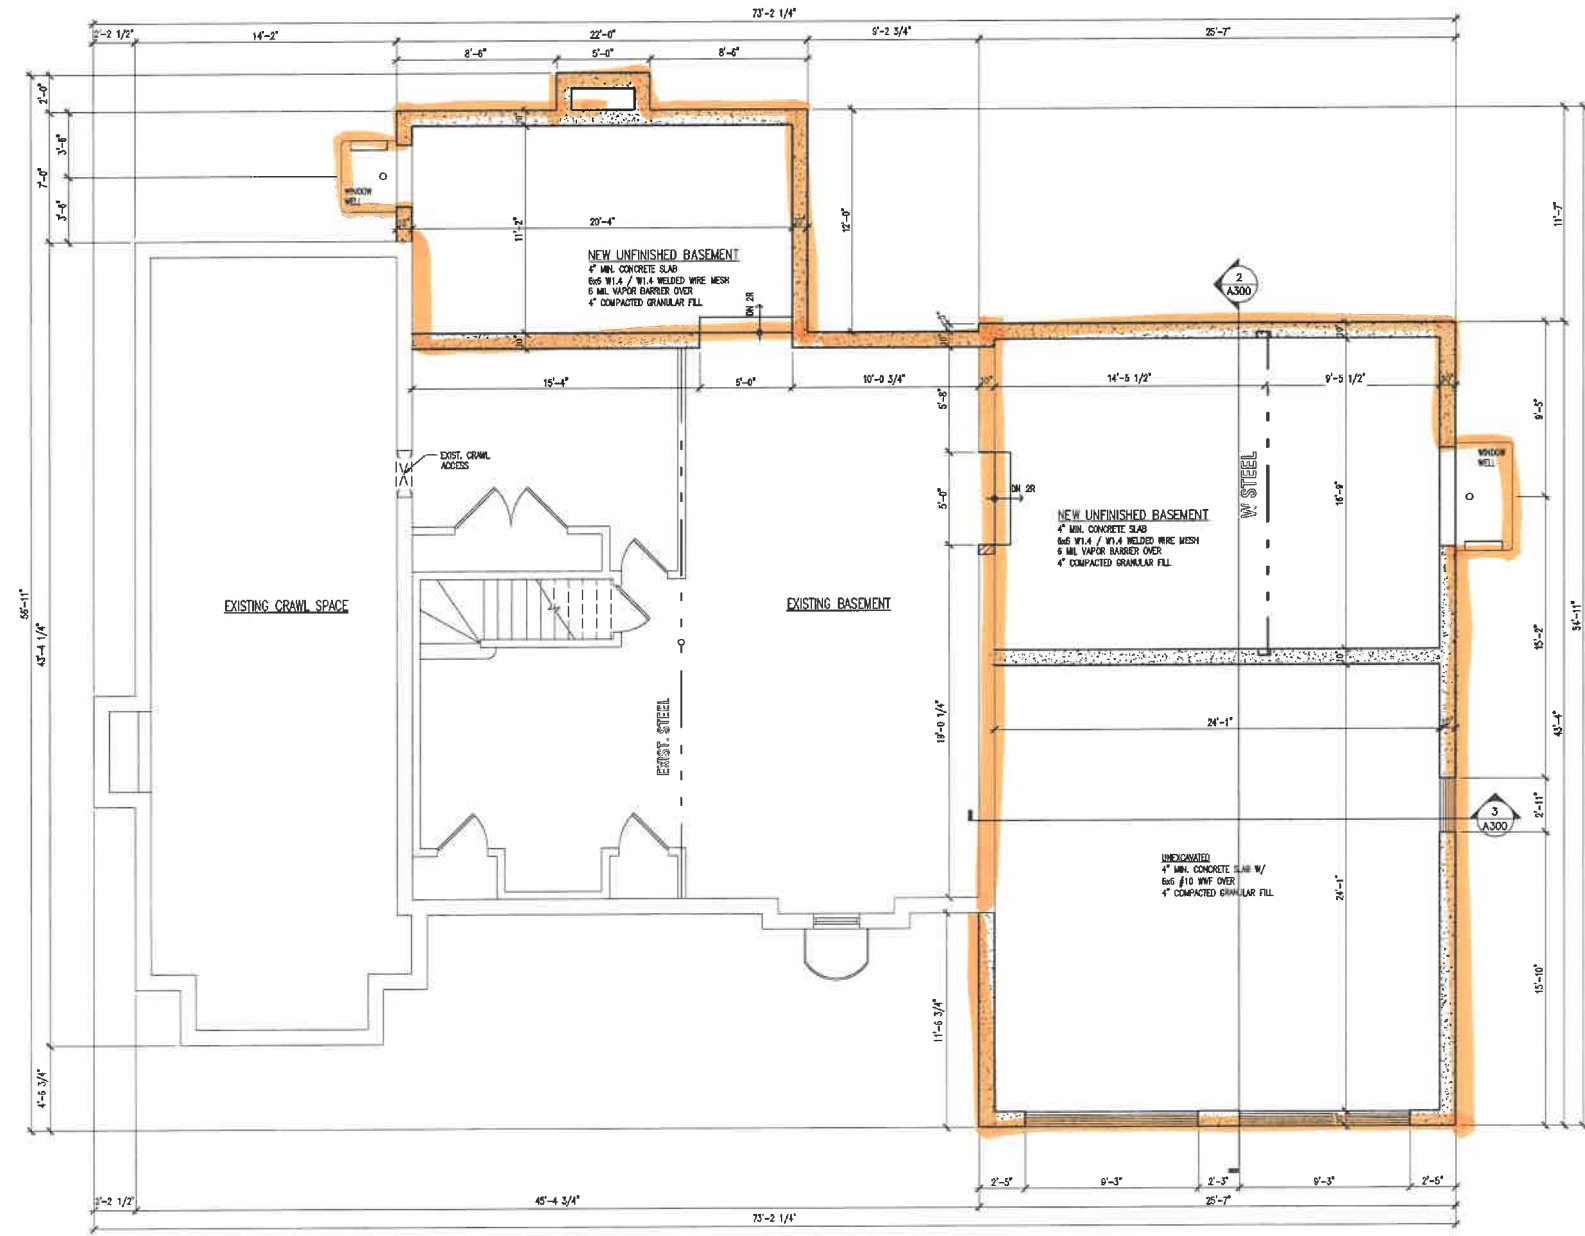 73'-2 1/4"
2'-2 1/2"
14'-2"
22'-0"
9'-2 3/4"
25'-7"
8'-6"
5'-0"
8'-6"
2'-0"
3'-6"
7'-0"
3'-6"
WINDOW
WELL
20'-4"
11'-2"
12'-0"
11'-7"
NEW UNFINISHED BASEMENT
4" MIN. CONCRETE SLAB
6x6 W1.4 / W1.4 WELDED WIRE MESH
6 MIL VAPOR BARRIER OVER
4" COMPACTED GRANULAR FILL
DN 2R
2
A300
10"
10"
15'-4"
5'-0"
10'-0 3/4"
10"
14'-5 1/2"
9'-5 1/2"
5'-8"
9'-5"
EXIST. CRAWL
ACCESS
W STEEL
WINDOW
WELL
5'-0"
DN 2R
16'-9"
NEW UNFINISHED BASEMENT
4" MIN. CONCRETE SLAB
6x6 W1.4 / W1.4 WELDED WIRE MESH
6 MIL VAPOR BARRIER OVER
4" COMPACTED GRANULAR FILL
EXISTING CRAWL SPACE
EXISTING BASEMENT
55'-11"
43'-4 1/4"
15'-2"
54'-11"
10"
EXIST. STEEL
19'-0 1/4"
24'-1"
43'-4"
2'-11"
3
A300
UNEXCAVATED
4" MIN. CONCRETE SLAB W/
6x6 #10 WWF OVER
4" COMPACTED GRANULAR FILL
24'-1"
15'-10"
11'-6 3/4"
4'-6 3/4"
10"
2'-5"
9'-3"
2'-3"
9'-3"
2'-5"
2'-2 1/2"
45'-4 3/4"
25'-7"
73'-2 1/4"